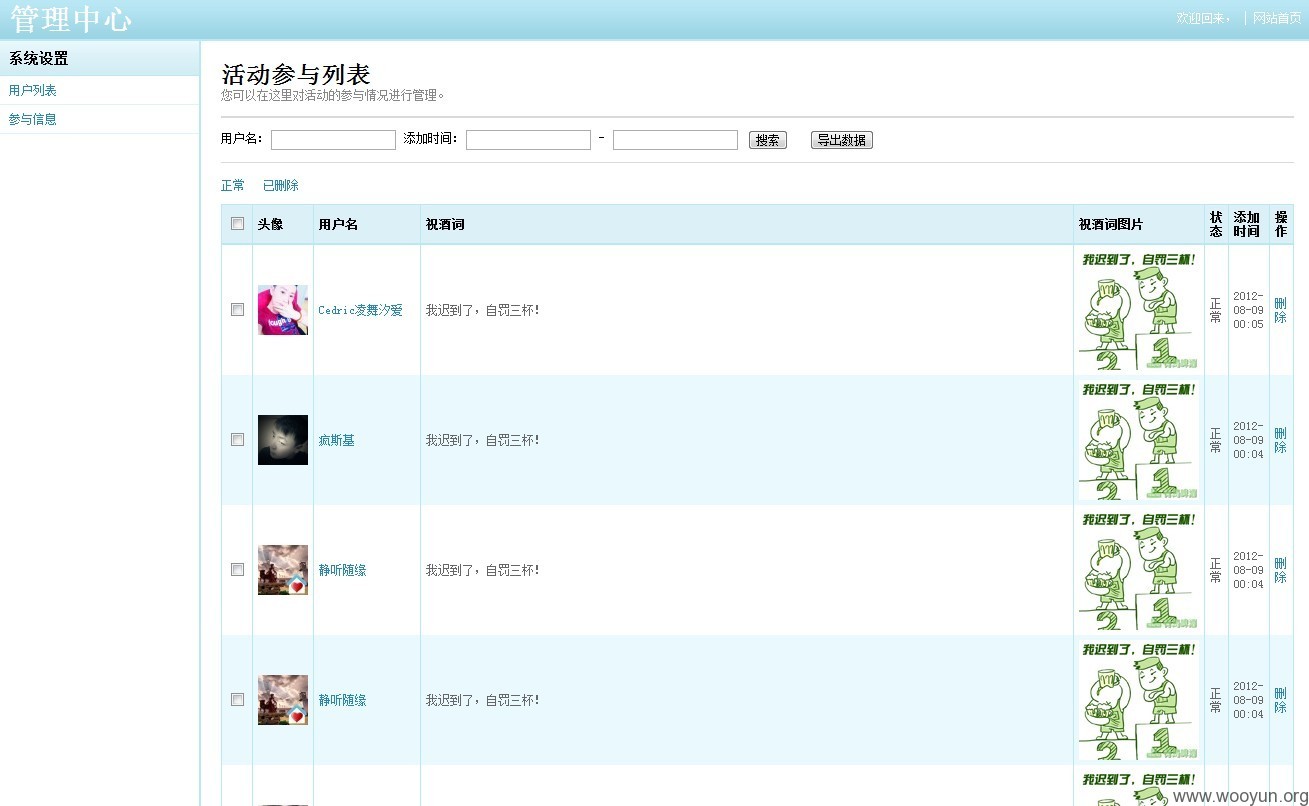 管理中心
欢迎回来, | 网站首页
系统设置
用户列表
参与信息
活动参与列表
您可以在这里对活动的参与情况进行管理。
用户名: 添加时间: - 搜索 导出数据
正常 已删除
头像 用户名 祝酒词 祝酒词图片 状态 添加时间 操作
我迟到了，自罚三杯!
Cedric凌舞汐爱 我迟到了，自罚三杯! 正常 2012-08-09 00:05 删除
2 1
我迟到了，自罚三杯!
疯斯基 我迟到了，自罚三杯! 正常 2012-08-09 00:04 删除
2 1
我迟到了，自罚三杯!
静听随缘 我迟到了，自罚三杯! 正常 2012-08-09 00:04 删除
2 1
我迟到了，自罚三杯!
静听随缘 我迟到了，自罚三杯! 正常 2012-08-09 00:04 删除
2 1
我迟到了，自罚三杯!
www.wooyun.org